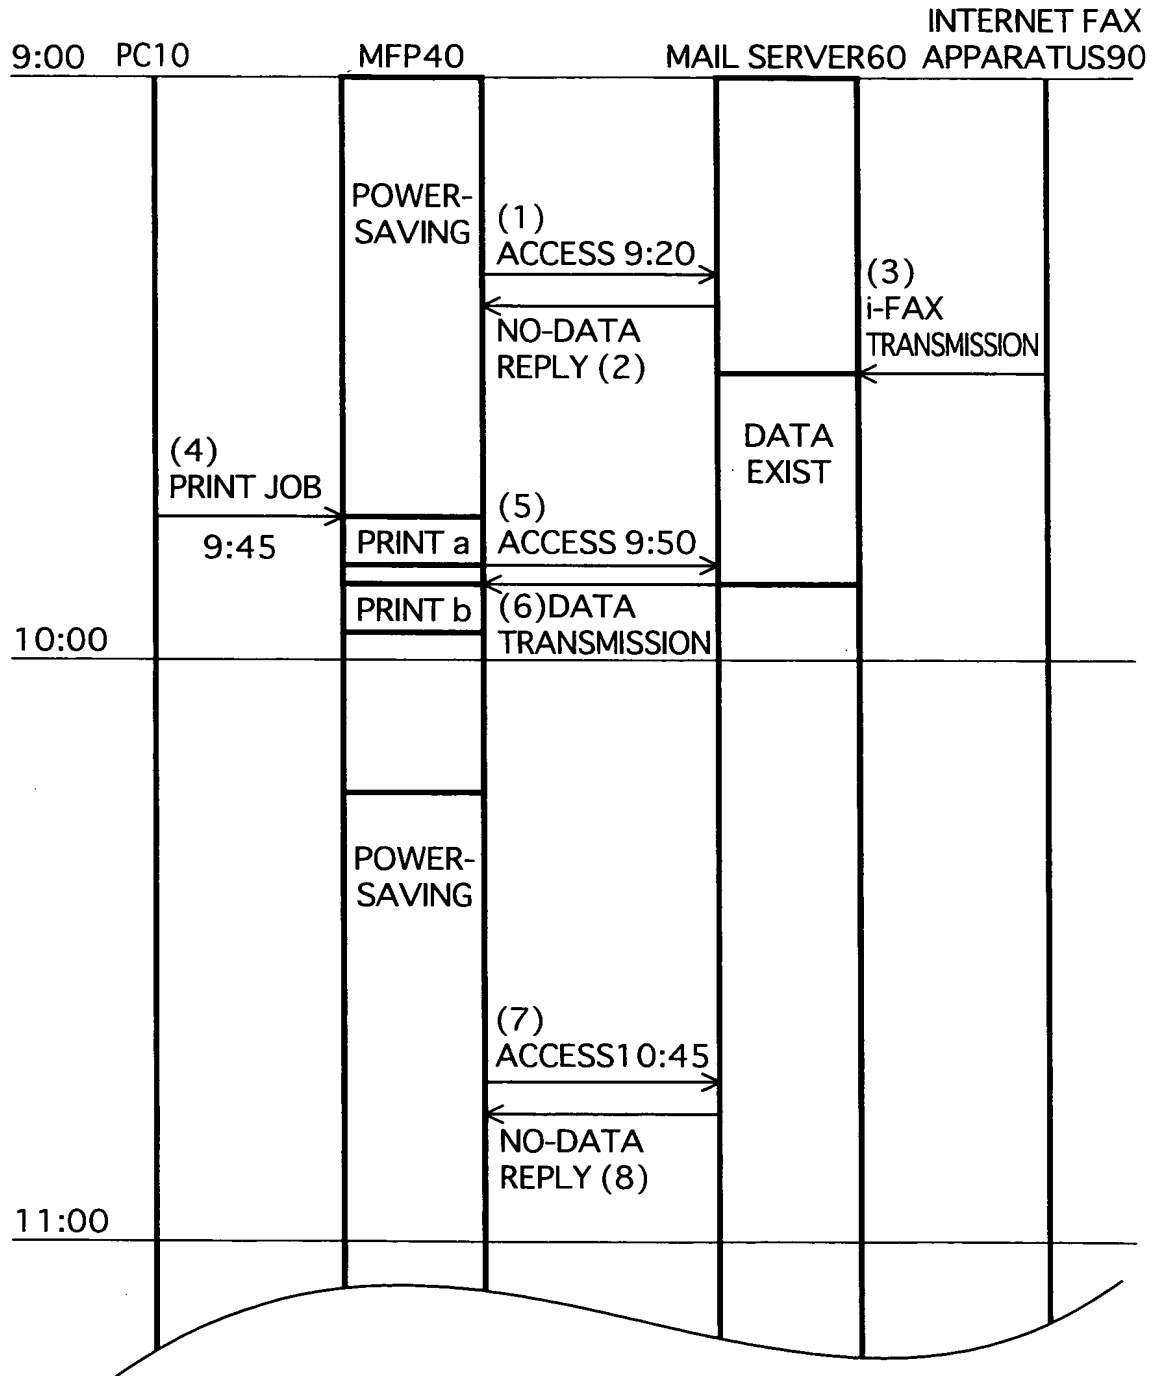 INTERNET FAX
9:00 PC10 MFP40 MAIL SERVER60 APPARATUS90
POWER-
SAVING
(1)
ACCESS 9:20
(3)
i-FAX
TRANSMISSION
NO-DATA
REPLY (2)
DATA
EXIST
(4)
PRINT JOB
9:45
(5)
PRINT a
ACCESS 9:50
PRINT b
(6)DATA
TRANSMISSION
10:00
POWER-
SAVING
(7)
ACCESS10:45
NO-DATA
REPLY (8)
11:00